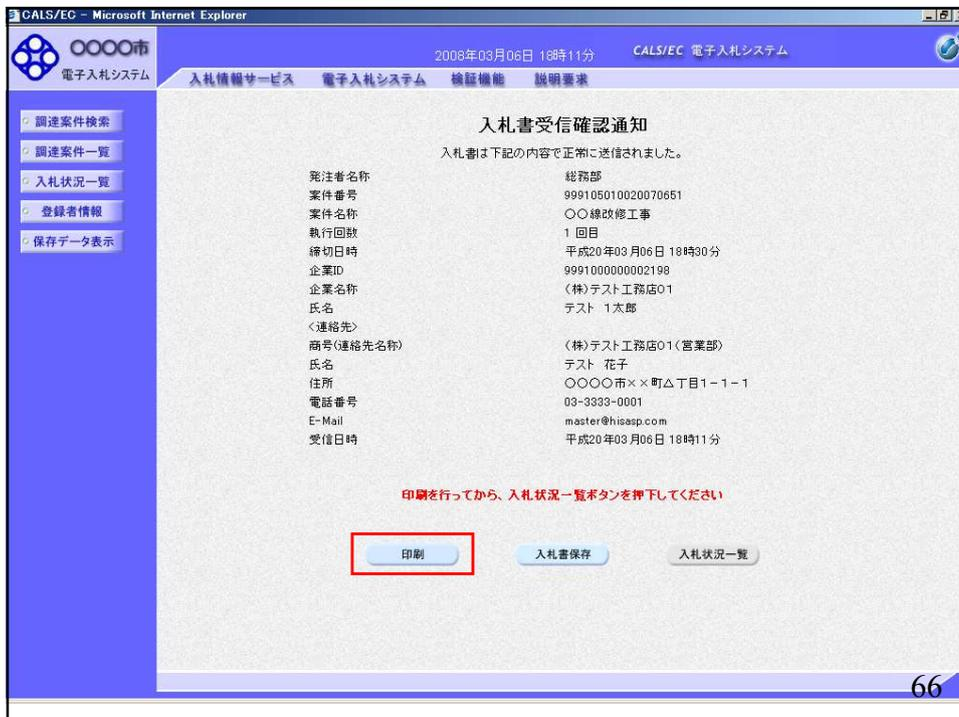 CALS/EC - Microsoft Internet Explorer
〇〇〇〇市
電子入札システム
2008年03月06日 18時11分
CALS/EC 電子入札システム
入札情報サービス 電子入札システム 検証機能 説明要求
調達案件検索
調達案件一覧
入札状況一覧
登録者情報
保存データ表示
入札書受信確認通知
入札書は下記の内容で正常に送信されました。
発注者名称 総務部
案件番号 999105010020070651
案件名称 〇〇線改修工事
執行回数 1 回目
締切日時 平成20年03月06日 18時30分
企業ID 9991000000002198
企業名称 (株)テスト工務店01
氏名 テスト 1太郎
<連絡先>
商号(連絡先名称) (株)テスト工務店01(営業部)
氏名 テスト 花子
住所 〇〇〇〇市××町△丁目1-1-1
電話番号 03-3333-0001
E-Mail master@hisasp.com
受信日時 平成20年03月06日 18時11分
印刷を行ってから、入札状況一覧ボタンを押下してください
印刷 入札書保存 入札状況一覧
66